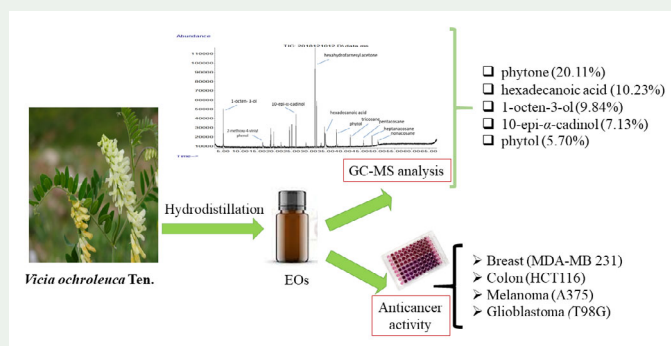 Abundance
hexahydrofarnesylacetone
1-octen-3-ol
10-epi-α-cadinol
hexadecanoic acid
phytol
tricosane
pentacosane
heptacosane
nonacosane
2-methoxy-4-vinyl
phenol
Time-->
GC-MS analysis
❑ phytone (20.11%)
❑ hexadecanoic acid (10.23%)
❑ 1-octen-3-ol (9.84%)
❑ 10-epi-α-cadinol (7.13%)
❑ phytol (5.70%)
Hydrodistillation
EOs
Vicia ochroleuca Ten.
Anticancer
activity
➢ Breast (MDA-MB 231)
➢ Colon (HCT116)
➢ Melanoma (A375)
➢ Glioblastoma (T98G)